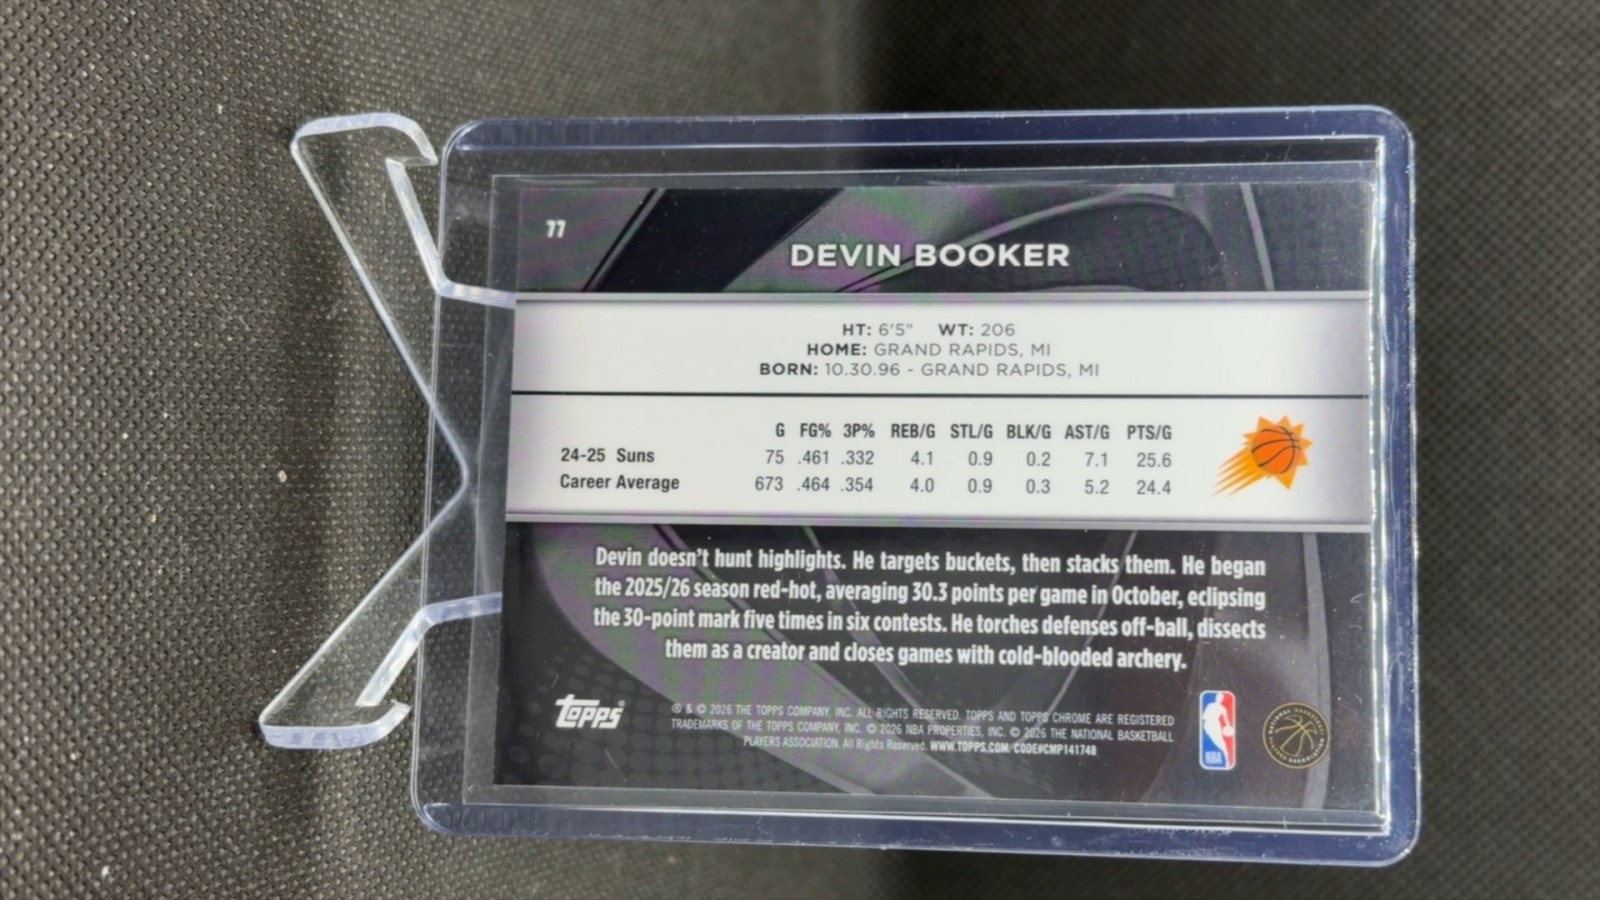 77
DEVIN BOOKER
HT: 6'5" WT: 206
HOME: GRAND RAPIDS, MI
BORN: 10.30.96 - GRAND RAPIDS, MI
G FG% 3P% REB/G STL/G BLK/G AST/G PTS/G
24-25 Suns 75 .461 .332 4.1 0.9 0.2 7.1 25.6
Career Average 673 .464 .354 4.0 0.9 0.3 5.2 24.4
Devin doesn't hunt highlights. He targets buckets, then stacks them. He began
the 2025/26 season red-hot, averaging 30.3 points per game in October, eclipsing
the 30-point mark five times in six contests. He torches defenses off-ball, dissects
them as a creator and closes games with cold-blooded archery.
Topps
® & © 2026 THE TOPPS COMPANY, INC. ALL RIGHTS RESERVED. TOPPS AND TOPPS CHROME ARE REGISTERED
TRADEMARKS OF THE TOPPS COMPANY, INC. © 2026 NBA PROPERTIES, INC. © 2026 THE NATIONAL BASKETBALL
PLAYERS ASSOCIATION. All Rights Reserved. WWW.TOPPS.COM. CODE#CMP141748
NBA